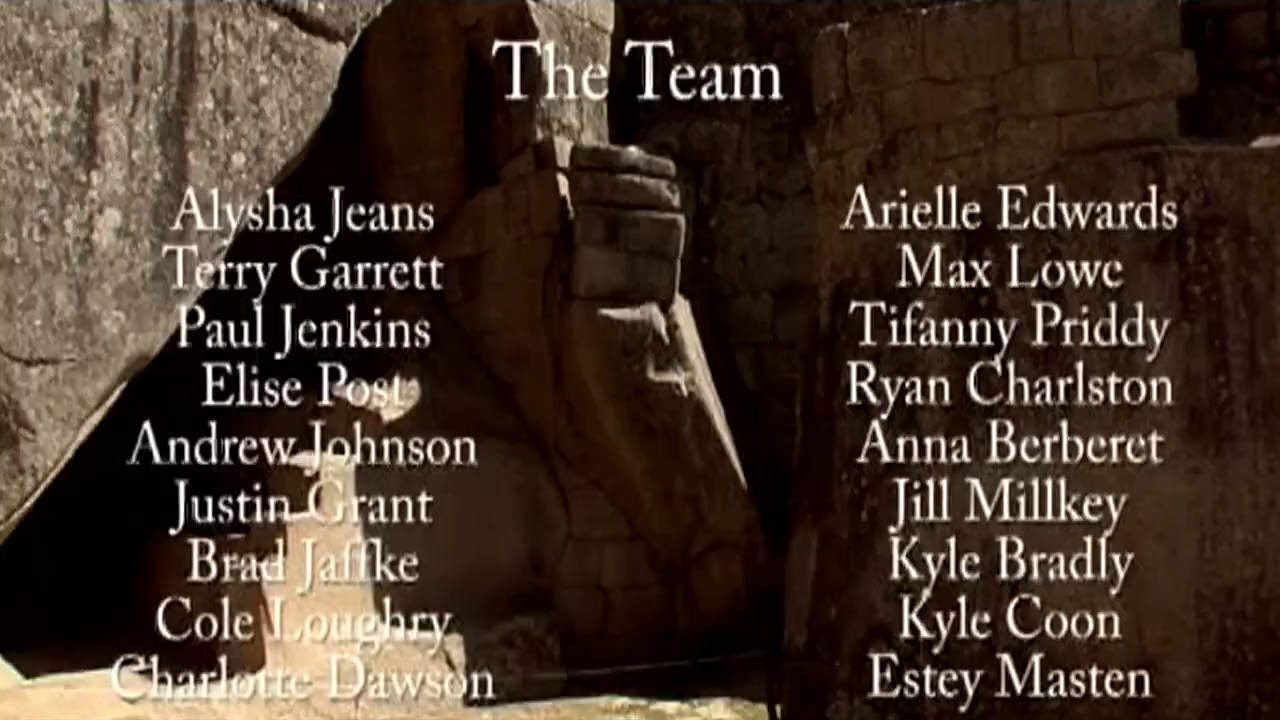 The Team
Alysha Jeans
Terry Garrett
Paul Jenkins
Elise Post
Andrew Johnson
Justin Grant
Brad Jaffke
Cole Loughry
Charlotte Dawson
Arielle Edwards
Max Lowe
Tifanny Priddy
Ryan Charlston
Anna Berberet
Jill Millkey
Kyle Bradly
Kyle Coon
Estey Masten